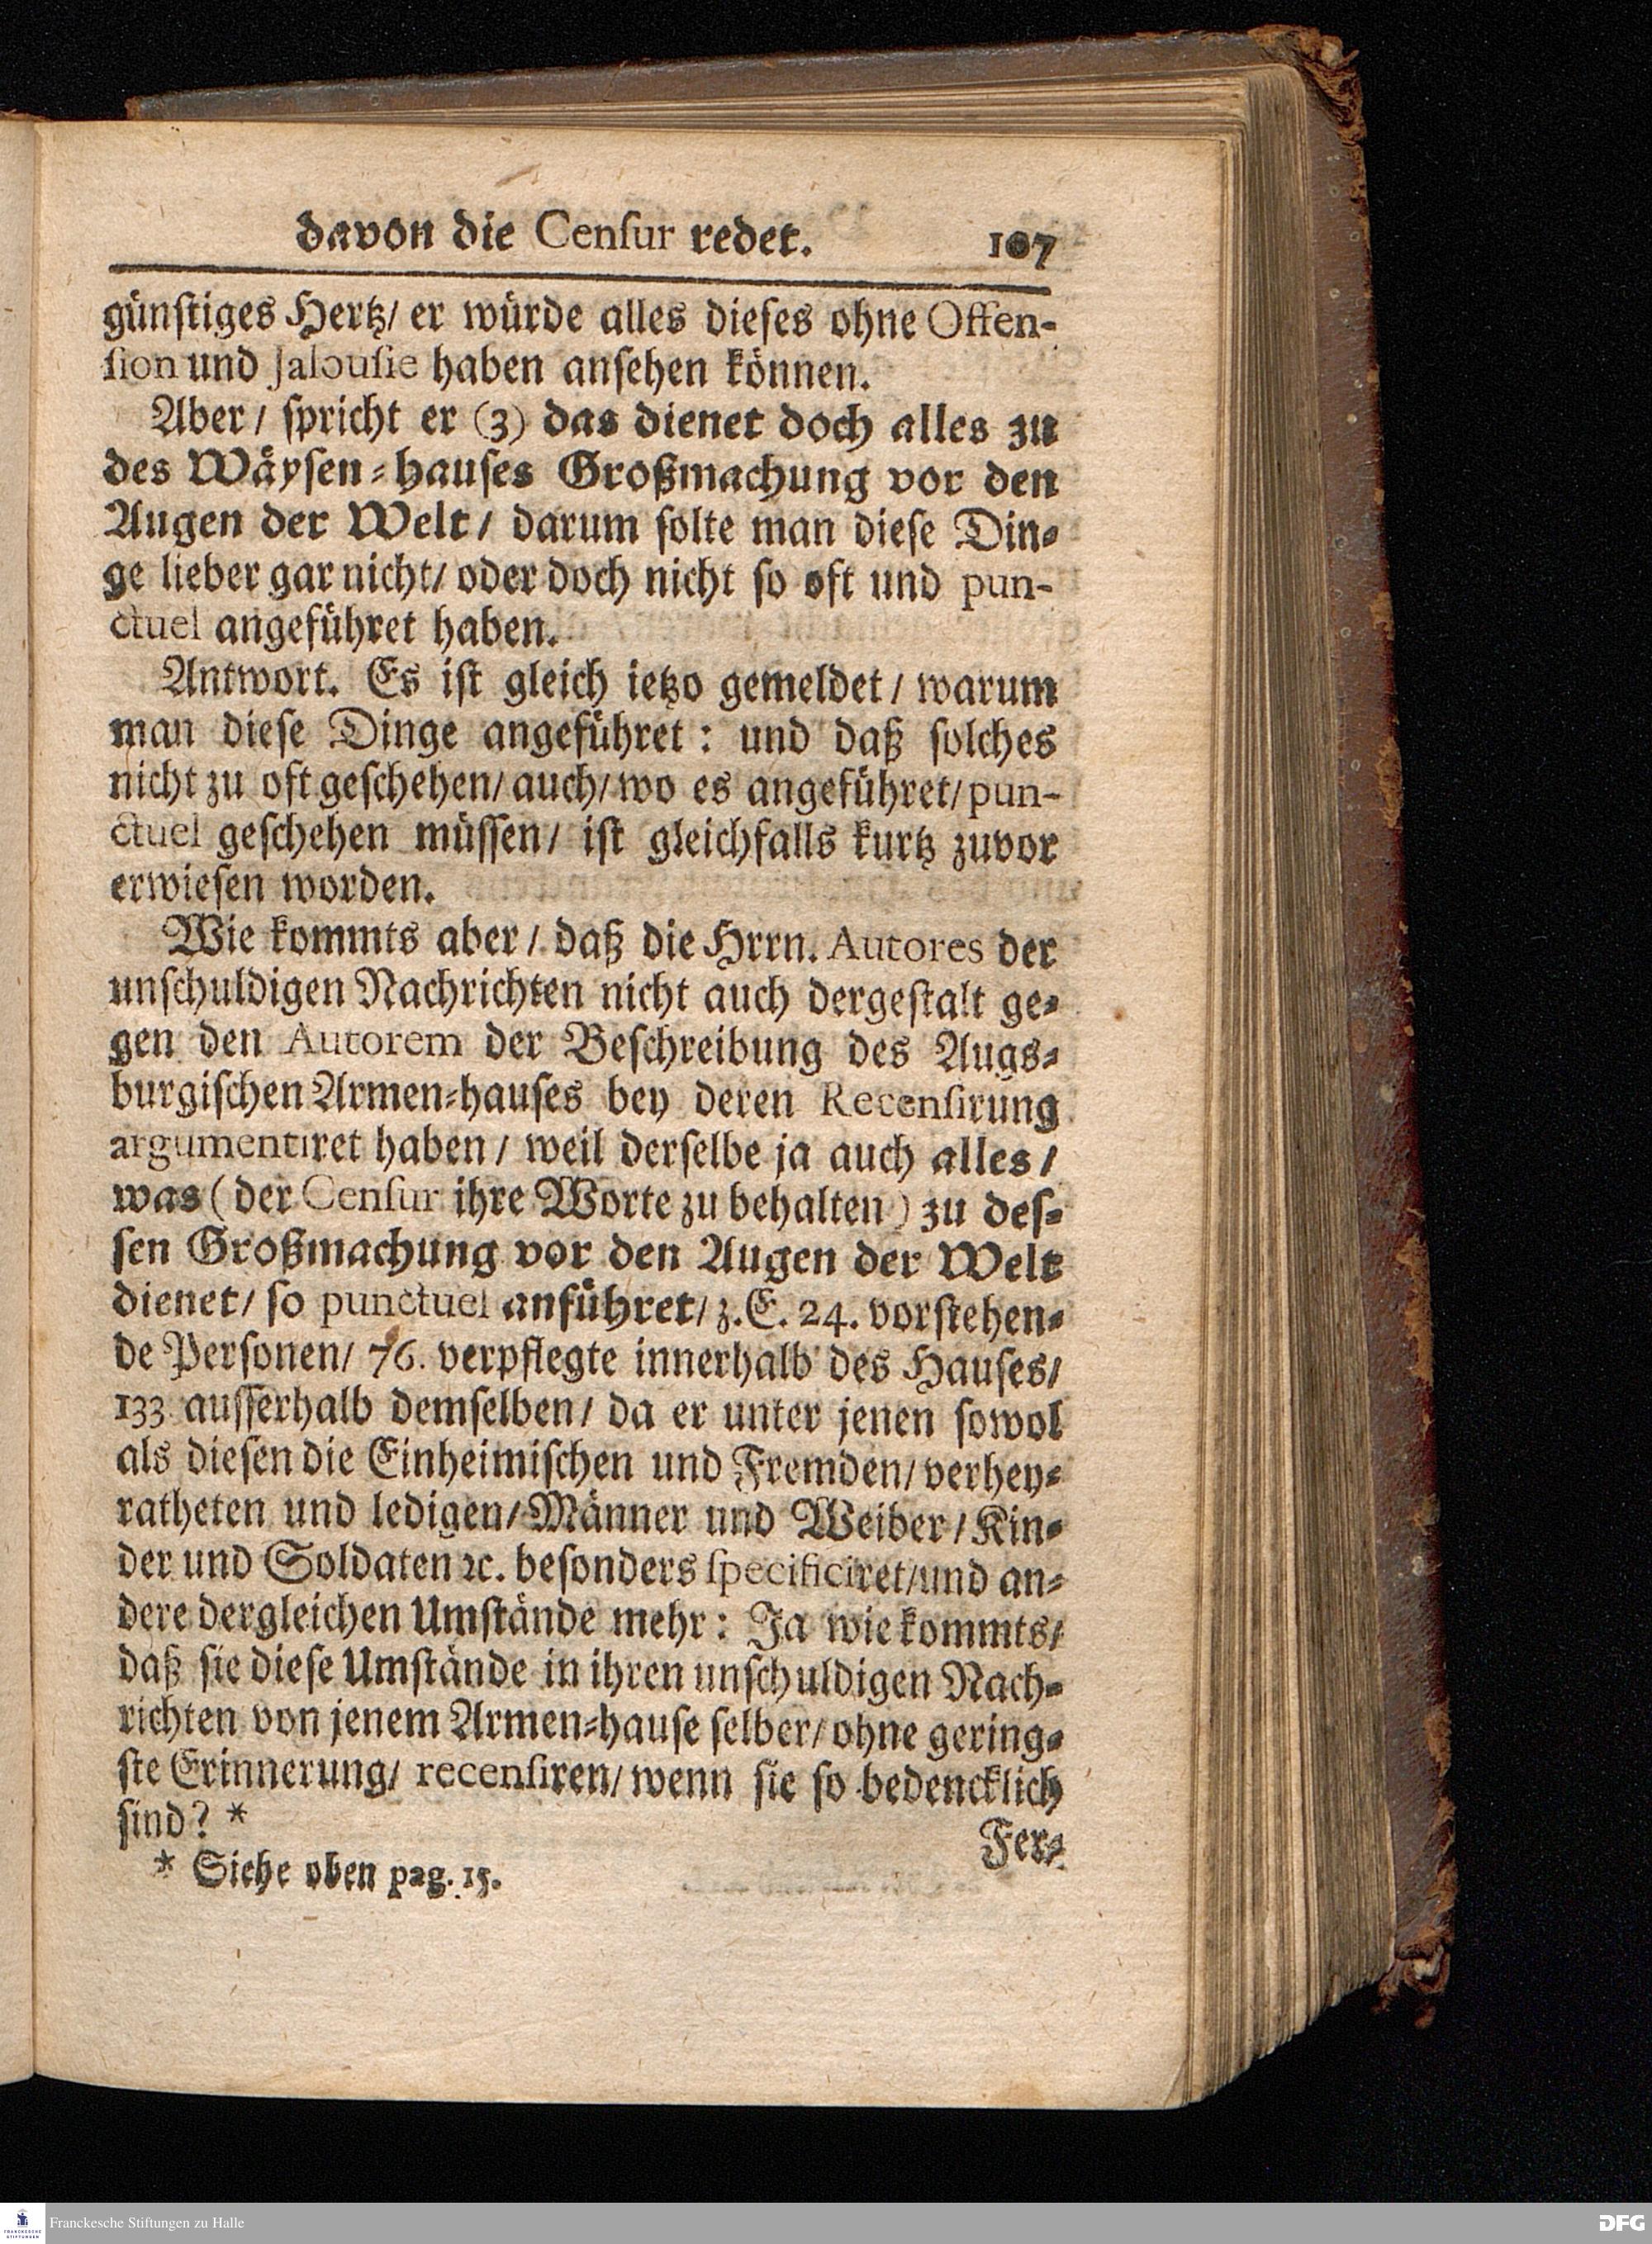 davon die Cenſur redet. 107
günſtiges Hertz/ er würde alles dieſes ohne Offen-
ſion und Jalouſie haben anſehen können.
Aber / ſpricht er (3) das dienet doch alles zu
des Wäyſen-hauſes Großmachung vor den
Augen der Welt / darum ſolte man dieſe Din-
ge lieber gar nicht/ oder doch nicht ſo oft und pun-
ctuel angeführet haben.
Antwort. Es iſt gleich ietzo gemeldet / warum
man dieſe Dinge angeführet: und daß ſolches
nicht zu oft geſchehen/ auch/ wo es angeführet/ pun-
ctuel geſchehen müſſen/ iſt gleichfalls kurtz zuvor
erwieſen worden.
Wie kommts aber / daß die Hrrn. Autores der
unſchuldigen Nachrichten nicht auch dergeſtalt ge-
gen den Autorem der Beſchreibung des Augs-
burgiſchen Armen-hauſes bey deren Recenſirung
argumentiret haben / weil derſelbe ja auch alles /
was (der Cenſur ihre Worte zu behalten) zu deſ-
ſen Großmachung vor den Augen der Welt
dienet/ ſo punctuel anführet/ z.E. 24. vorſtehen-
de Perſonen/ 76. verpflegte innerhalb des Hauſes/
133 auſſerhalb demſelben/ da er unter jenen ſowol
als dieſen die Einheimiſchen und Fremden/ verhey-
ratheten und ledigen/ Männer und Weiber / Kin-
der und Soldaten ꝛc. beſonders ſpecificiret/ und an-
dere dergleichen Umſtände mehr: Ja wie kommts/
daß ſie dieſe Umſtände in ihren unſchuldigen Nach-
richten von jenem Armen-hauſe ſelber/ ohne gering-
ſte Erinnerung/ recenſiren/ wenn ſie ſo bedencklich
ſind? *
Fer-
* Siehe oben pag. 15.
FRANCKESCHE STIFTUNGEN
Franckesche Stiftungen zu Halle
DFG